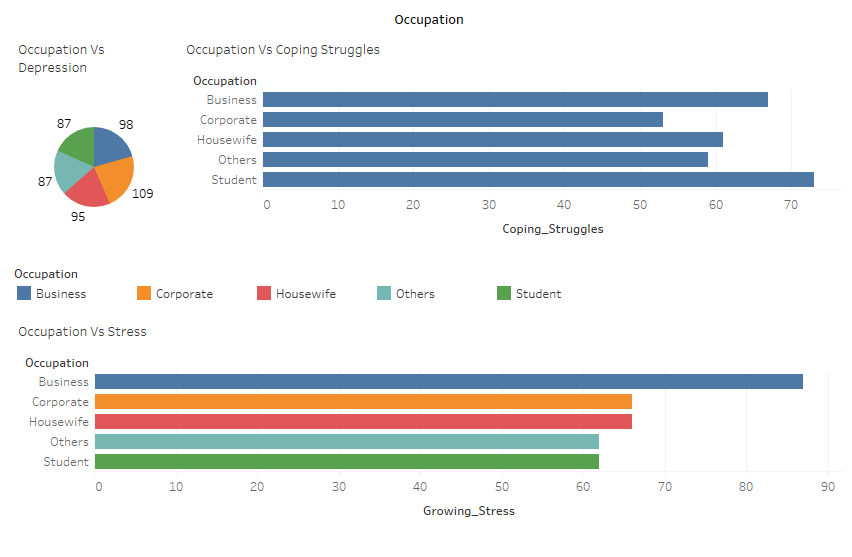 Occupation
Occupation Vs
Depression
87
98
87
109
95
Occupation Vs Coping Struggles
Occupation
Business
Corporate
Housewife
Others
Student
0 10 20 30 40 50 60 70
Coping_Struggles
Occupation
Business Corporate Housewife Others Student
Occupation Vs Stress
Occupation
Business
Corporate
Housewife
Others
Student
0 10 20 30 40 50 60 70 80 90
Growing_Stress